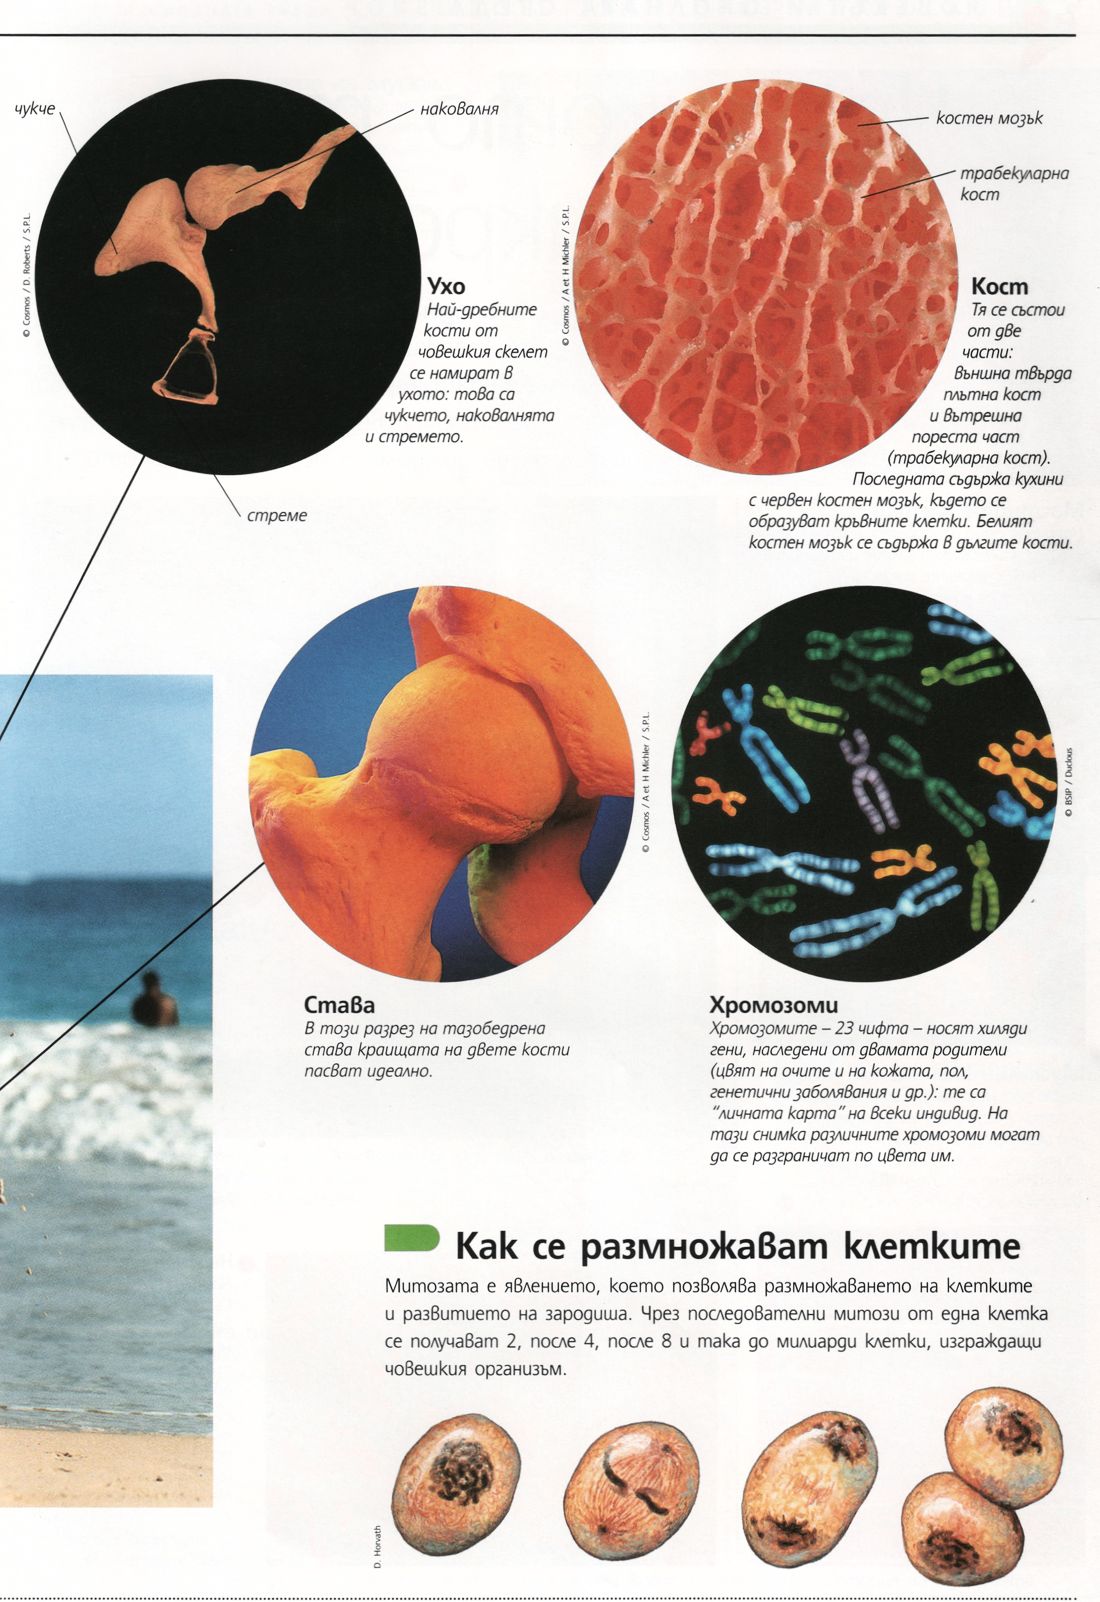 чукче
наковалня
© Cosmos / D. Roberts / S.P.L.
Ухо
Най-дребните
кости от
човешкия скелет
се намират в
ухото: това са
чукчето, наковалнята
и стремето.
стреме
костен мозък
трабекуларна
кост
© Cosmos / A et H Michler / S.P.L.
Кост
Тя се състои
от две
части:
външна твърда
плътна кост
и вътрешна
пореста част
(трабекуларна кост).
Последната съдържа кухини
с червен костен мозък, където се
образуват кръвните клетки. Белият
костен мозък се съдържа в дългите кости.
© Cosmos / A et H Michler / S.P.L.
Става
В този разрез на тазобедрена
става краищата на двете кости
пасват идеално.
© BSIP / Duclous
Хромозоми
Хромозомите – 23 чифта – носят хиляди
гени, наследени от двамата родители
(цвят на очите и на кожата, пол,
генетични заболявания и др.): те са
“личната карта” на всеки индивид. На
тази снимка различните хромозоми могат
да се разграничат по цвета им.
Как се размножават клетките
Митозата е явлението, което позволява размножаването на клетките
и развитието на зародиша. Чрез последователни митози от една клетка
се получават 2, после 4, после 8 и така до милиарди клетки, изграждащи
човешкия организъм.
D. Horvath